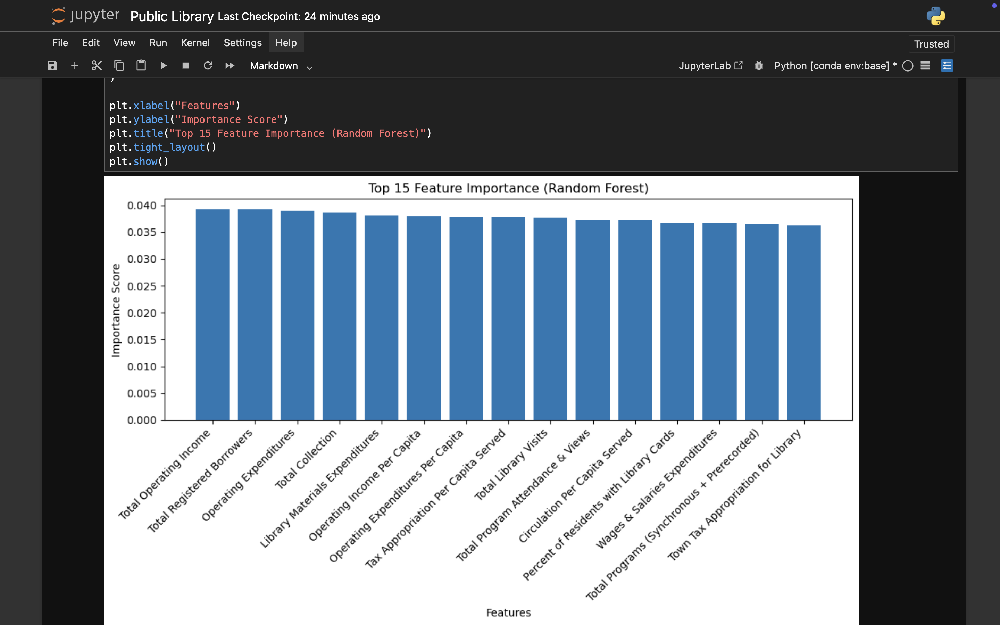 jupyter Public Library Last Checkpoint: 24 minutes ago
File Edit View Run Kernel Settings Help Trusted
Markdown JupyterLab Python [conda env:base] *
)
plt.xlabel("Features")
plt.ylabel("Importance Score")
plt.title("Top 15 Feature Importance (Random Forest)")
plt.tight_layout()
plt.show()
Top 15 Feature Importance (Random Forest)
Importance Score
0.040
0.035
0.030
0.025
0.020
0.015
0.010
0.005
0.000
Total Operating Income
Total Registered Borrowers
Operating Expenditures
Total Collection
Library Materials Expenditures
Operating Income Per Capita
Operating Expenditures Per Capita
Tax Appropriation Per Capita Served
Total Library Visits
Total Program Attendance & Views
Circulation Per Capita Served
Percent of Residents with Library Cards
Wages & Salaries Expenditures
Total Programs (Synchronous + Prerecorded)
Town Tax Appropriation for Library
Features